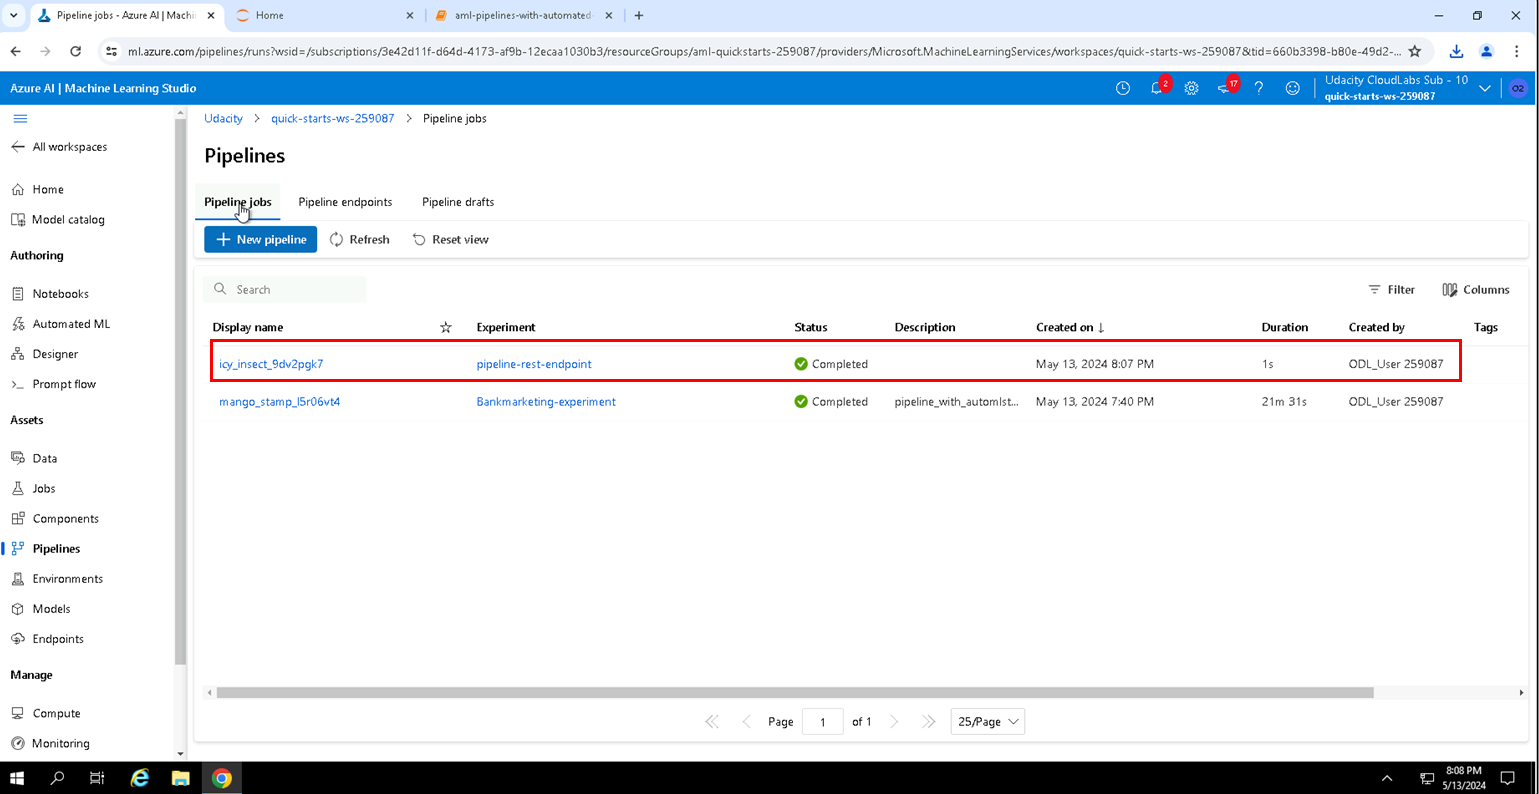 Pipeline jobs - Azure AI | Machi
Home
aml-pipelines-with-automated-
ml.azure.com/pipelines/runs?wsid=/subscriptions/3e42d11f-d64d-4173-af9b-12ecaa1030b3/resourceGroups/aml-quickstarts-259087/providers/Microsoft.MachineLearningServices/workspaces/quick-starts-ws-259087&tid=660b3398-b80e-49d2-...
Azure AI | Machine Learning Studio
2
17
?
Udacity CloudLabs Sub - 10
quick-starts-ws-259087
O2
Udacity > quick-starts-ws-259087 > Pipeline jobs
All workspaces
Home
Model catalog
Authoring
Notebooks
Automated ML
Designer
Prompt flow
Assets
Data
Jobs
Components
Pipelines
Environments
Models
Endpoints
Manage
Compute
Monitoring
Pipelines
Pipeline jobs Pipeline endpoints Pipeline drafts
New pipeline Refresh Reset view
Search Filter Columns
Display name Experiment Status Description Created on ↓ Duration Created by Tags
icy_insect_9dv2pgk7 pipeline-rest-endpoint Completed May 13, 2024 8:07 PM 1s ODL_User 259087
mango_stamp_l5r06vt4 Bankmarketing-experiment Completed pipeline_with_automlst... May 13, 2024 7:40 PM 21m 31s ODL_User 259087
Page 1 of 1 25/Page
8:08 PM
5/13/2024